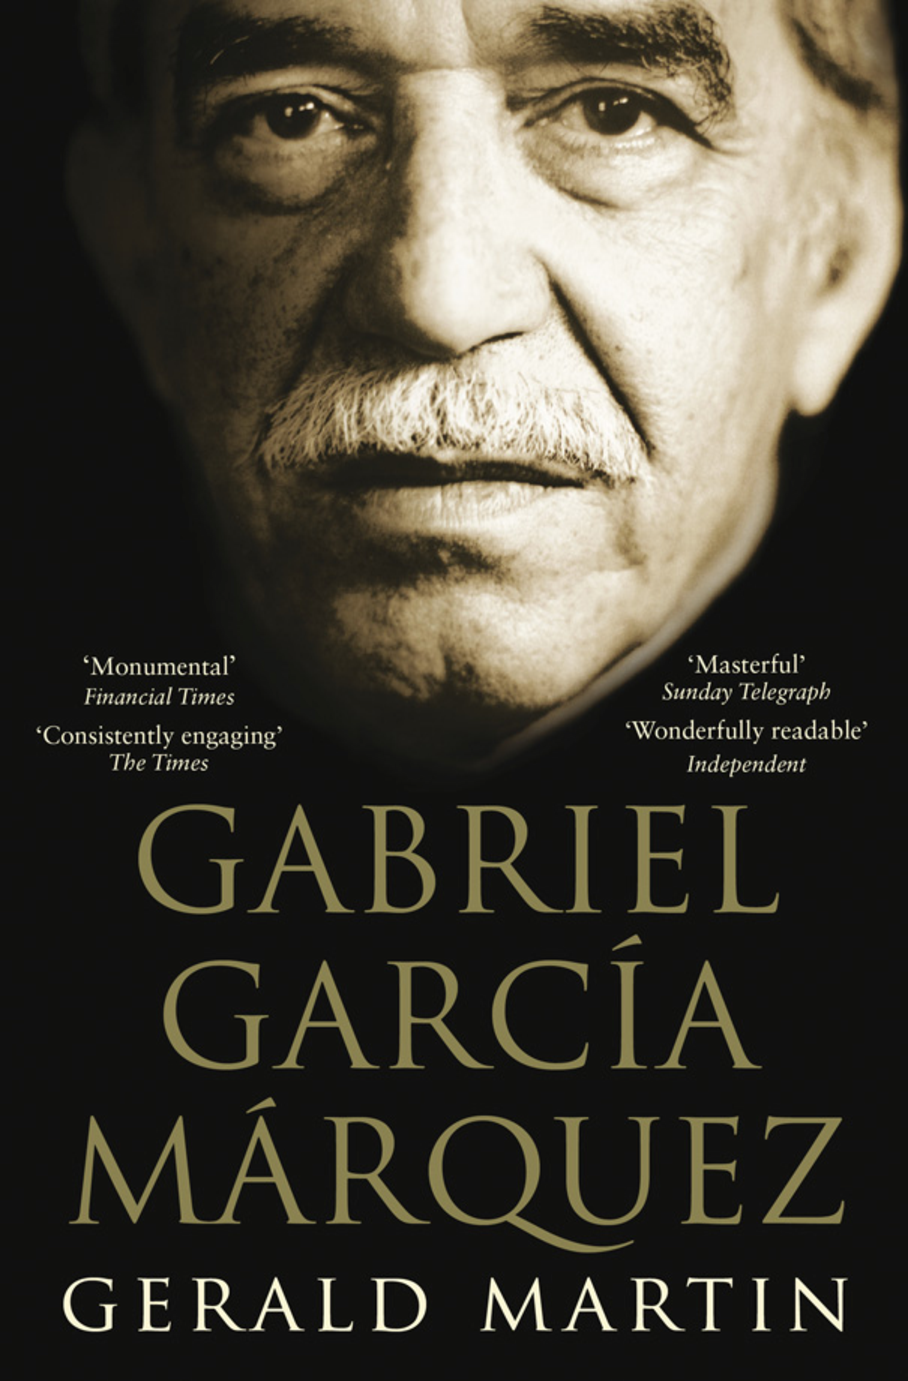 ‘Monumental’
Financial Times
‘Consistently engaging’
The Times
‘Masterful’
Sunday Telegraph
‘Wonderfully readable’
Independent
GABRIEL
GARCÍA
MÁRQUEZ
GERALD MARTIN